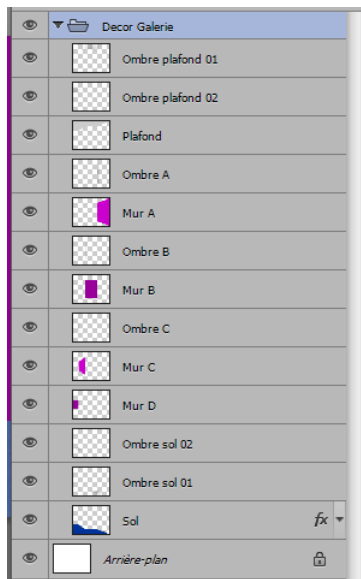 Decor Galerie
Ombre plafond 01
Ombre plafond 02
Plafond
Ombre A
Mur A
Ombre B
Mur B
Ombre C
Mur C
Mur D
Ombre sol 02
Ombre sol 01
Sol fx
Arrière-plan